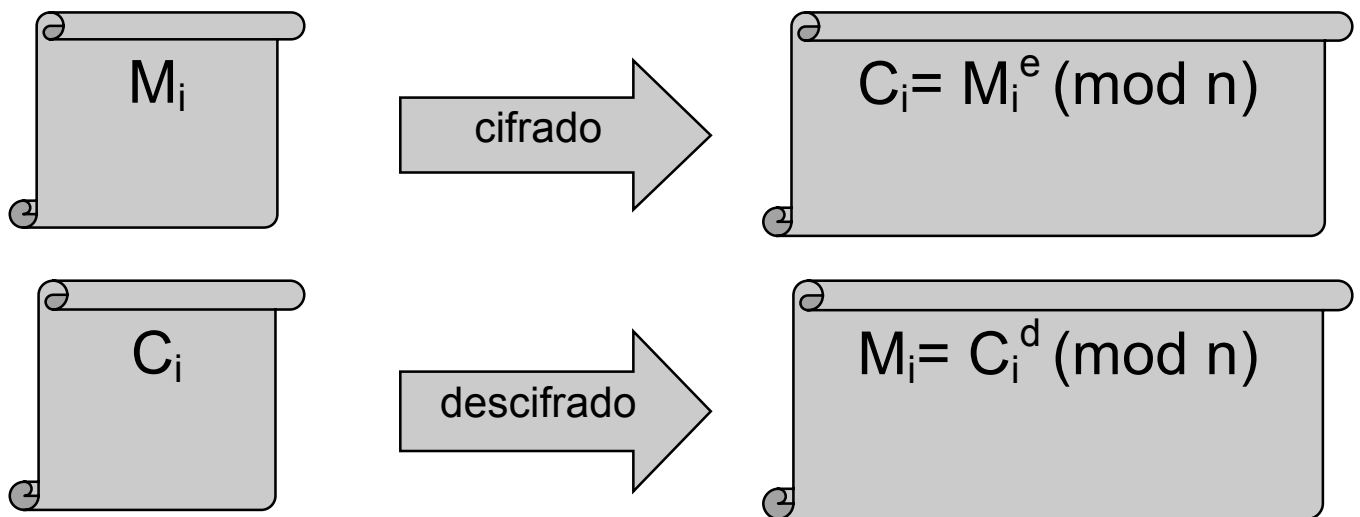 Mᵢ
cifrado
Cᵢ= Mᵢᵉ (mod n)
Cᵢ
descifrado
Mᵢ= Cᵢᵈ (mod n)